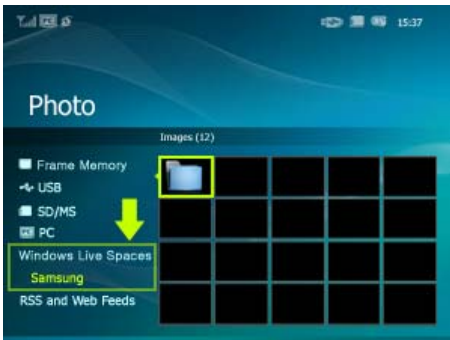 15:37
Photo
Images (12)
Frame Memory
USB
SD/MS
PC
Windows Live Spaces
Samsung
RSS and Web Feeds